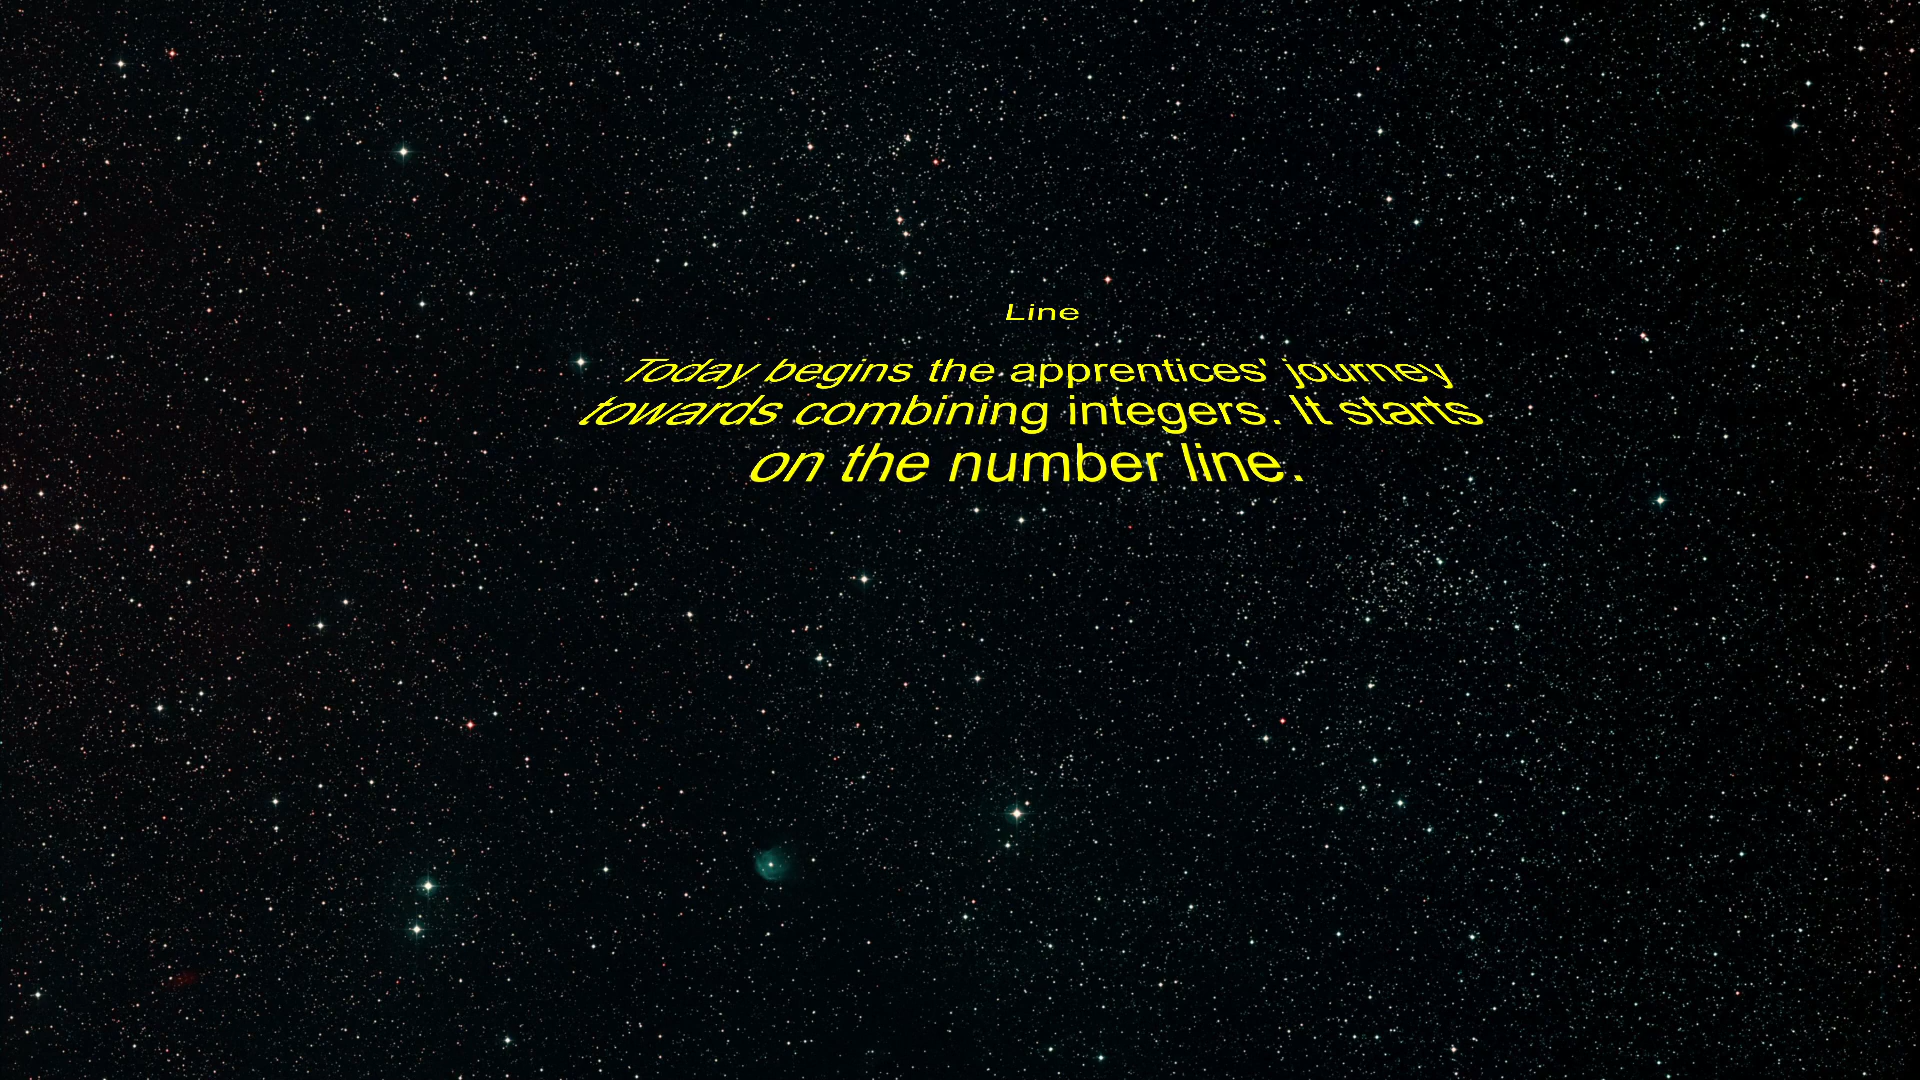 Line
Today begins the apprentices' journey
towards combining integers. It starts
on the number line.